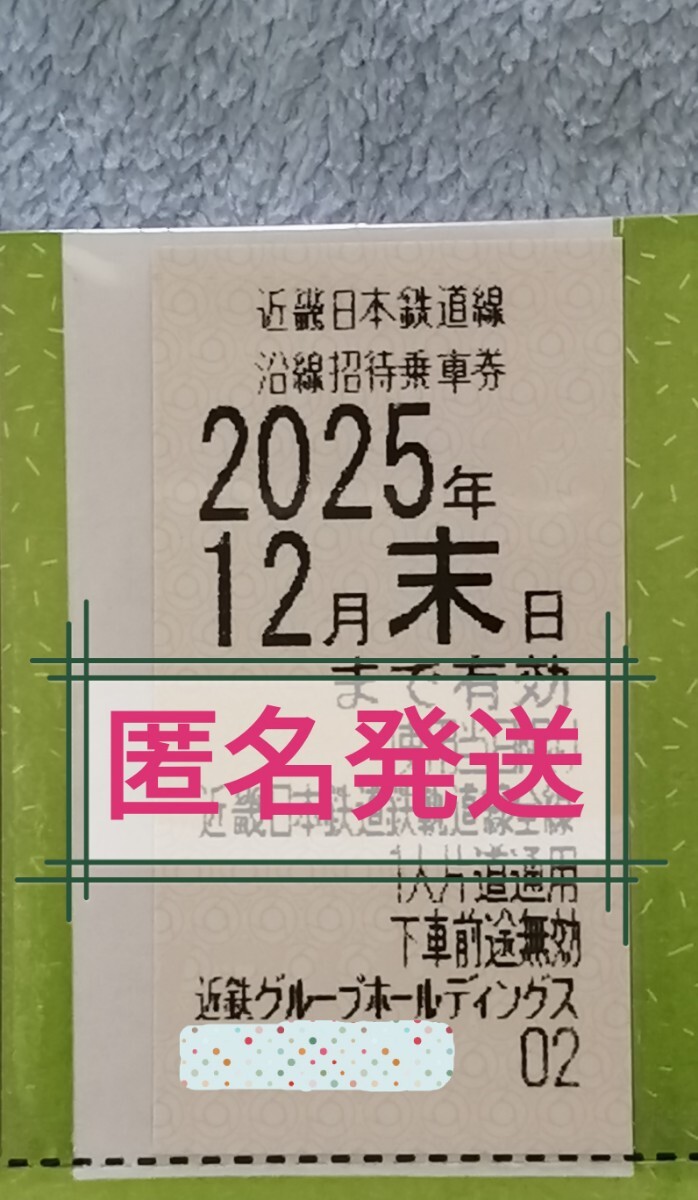 近畿日本鉄道線
沿線招待乗車券
2025年
12月末日
まで有効
匿名発送
近畿日本鉄道鉄軌道線全線
1人片道通用
下車前途無効
近鉄グループホールディングス
02